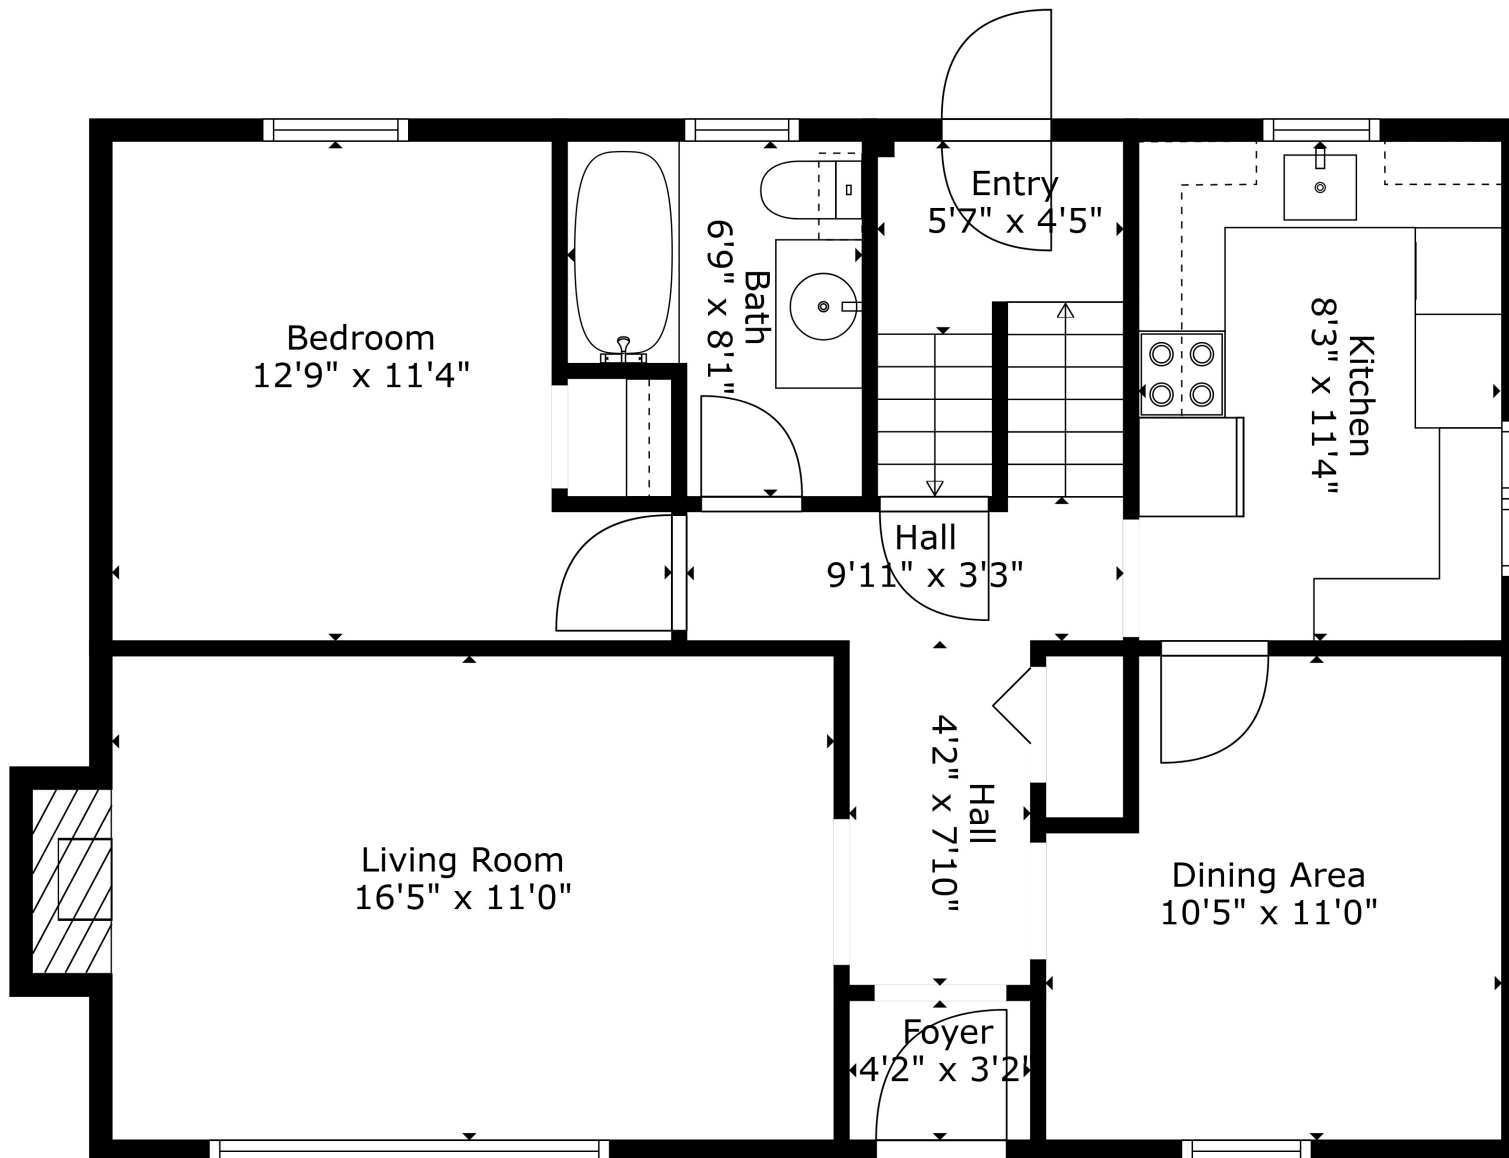 Entry
5'7" x 4'5"
Bedroom
12'9" x 11'4"
Bath
6'9" x 8'1"
Kitchen
8'3" x 11'4"
Hall
9'11" x 3'3"
Hall
4'2" x 7'10"
Living Room
16'5" x 11'0"
Dining Area
10'5" x 11'0"
Foyer
4'2" x 3'2"